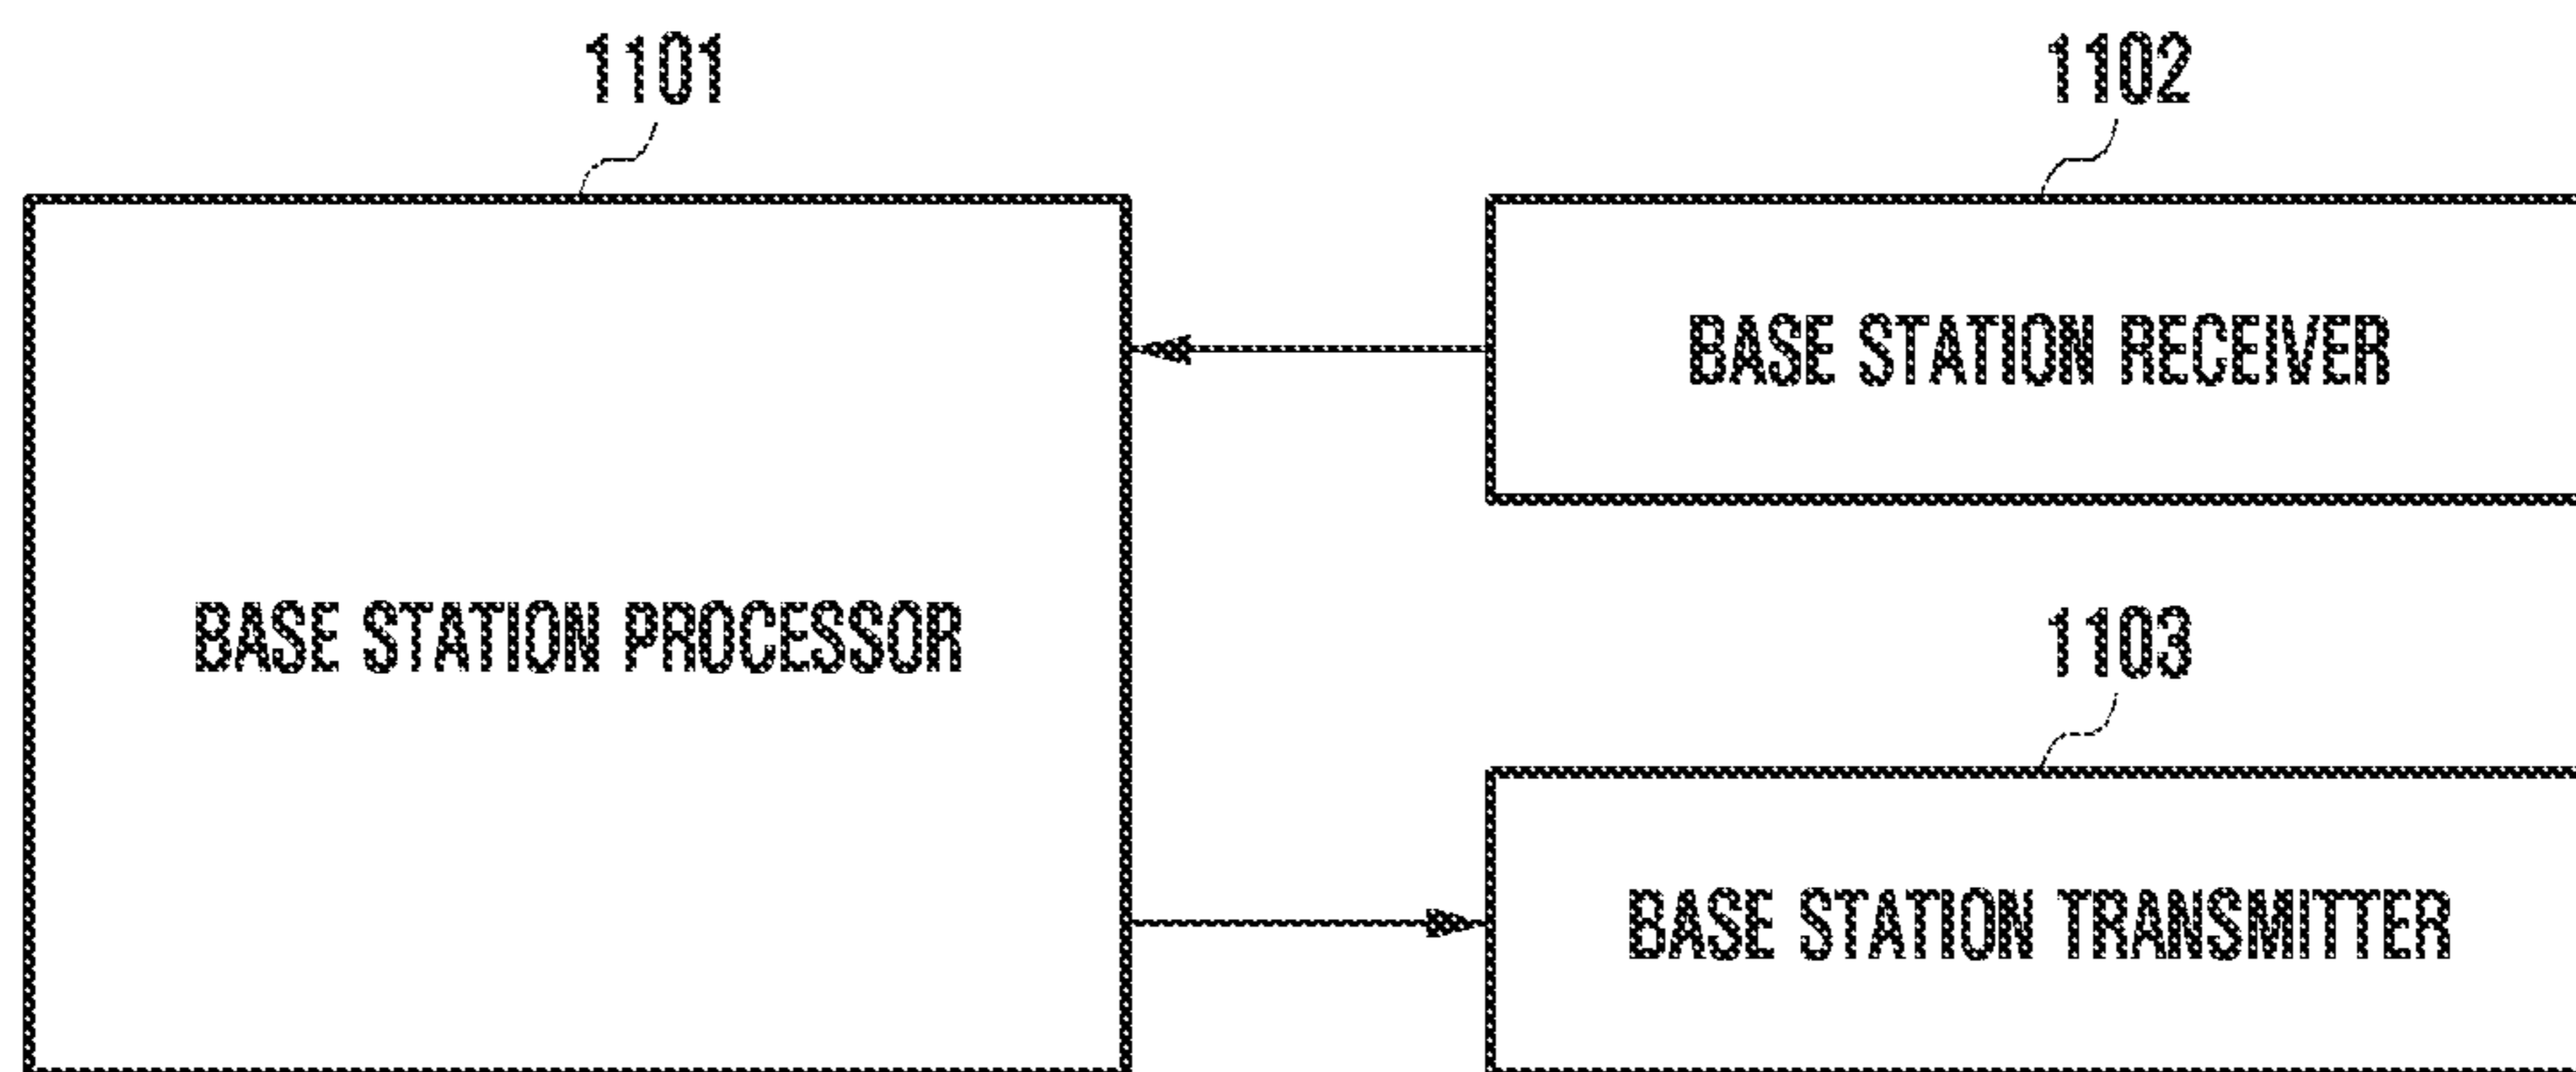 1101
BASE STATION PROCESSOR
1102
BASE STATION RECEIVER
1103
BASE STATION TRANSMITTER